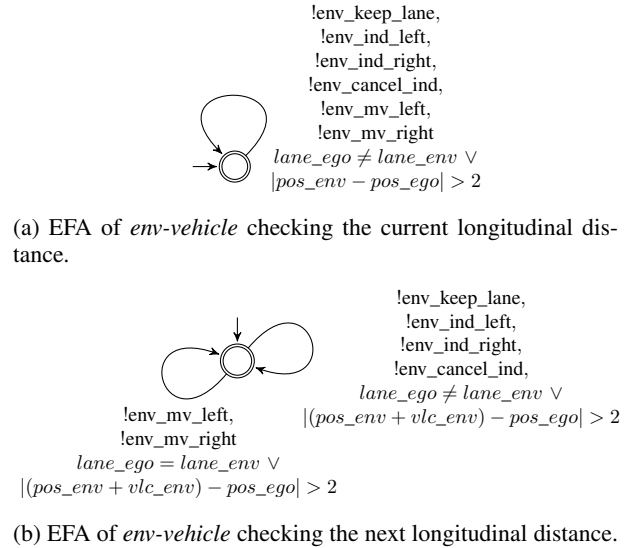 !env_keep_lane,
!env_ind_left,
!env_ind_right,
!env_cancel_ind,
!env_mv_left,
!env_mv_right
lane_ego ≠ lane_env ∨
|pos_env − pos_ego| > 2
(a) EFA of env-vehicle checking the current longitudinal dis-
tance.
!env_keep_lane,
!env_ind_left,
!env_ind_right,
!env_cancel_ind,
lane_ego ≠ lane_env ∨
|(pos_env + vlc_env) − pos_ego| > 2
!env_mv_left,
!env_mv_right
lane_ego = lane_env ∨
|(pos_env + vlc_env) − pos_ego| > 2
(b) EFA of env-vehicle checking the next longitudinal distance.